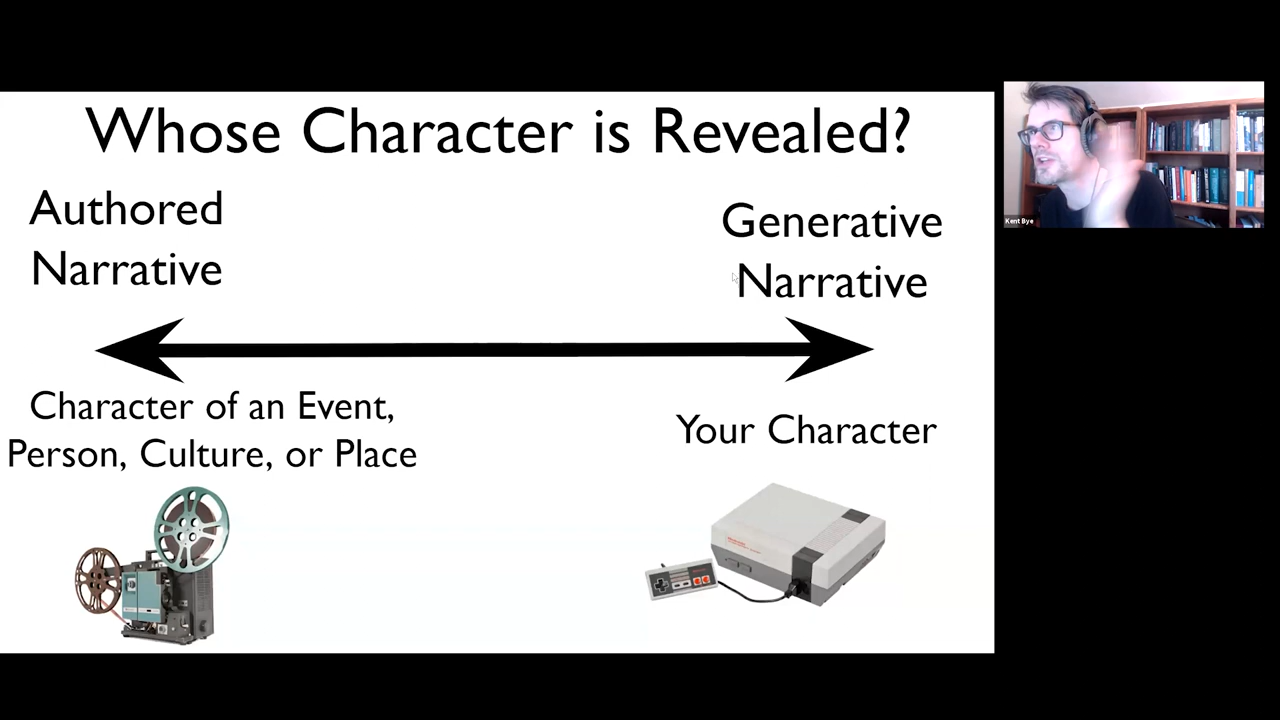 Whose Character is Revealed?
Authored
Narrative
Generative
Narrative
Character of an Event,
Person, Culture, or Place
Your Character
Kent Bye